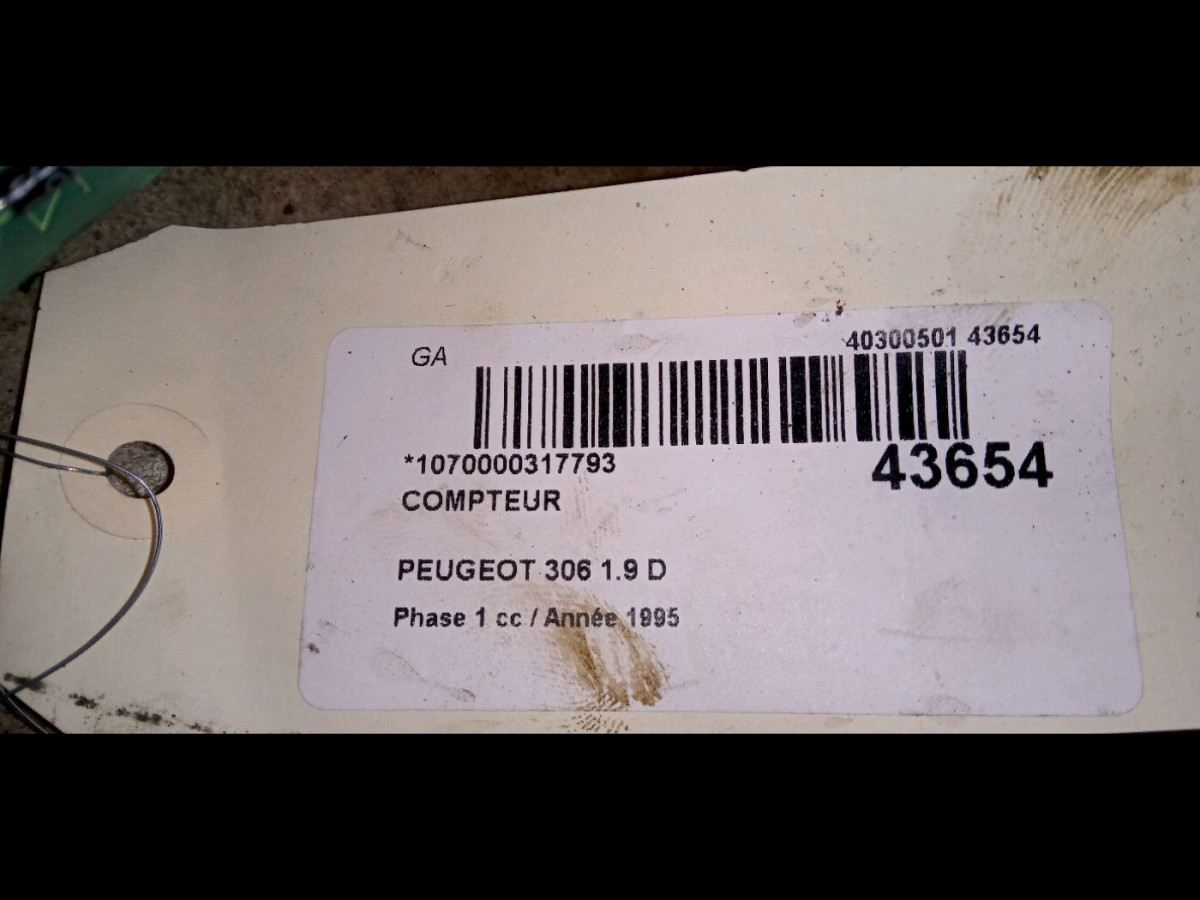 GA
40300501 43654
*1070000317793
43654
COMPTEUR
PEUGEOT 306 1.9 D
Phase 1 cc / Année 1995